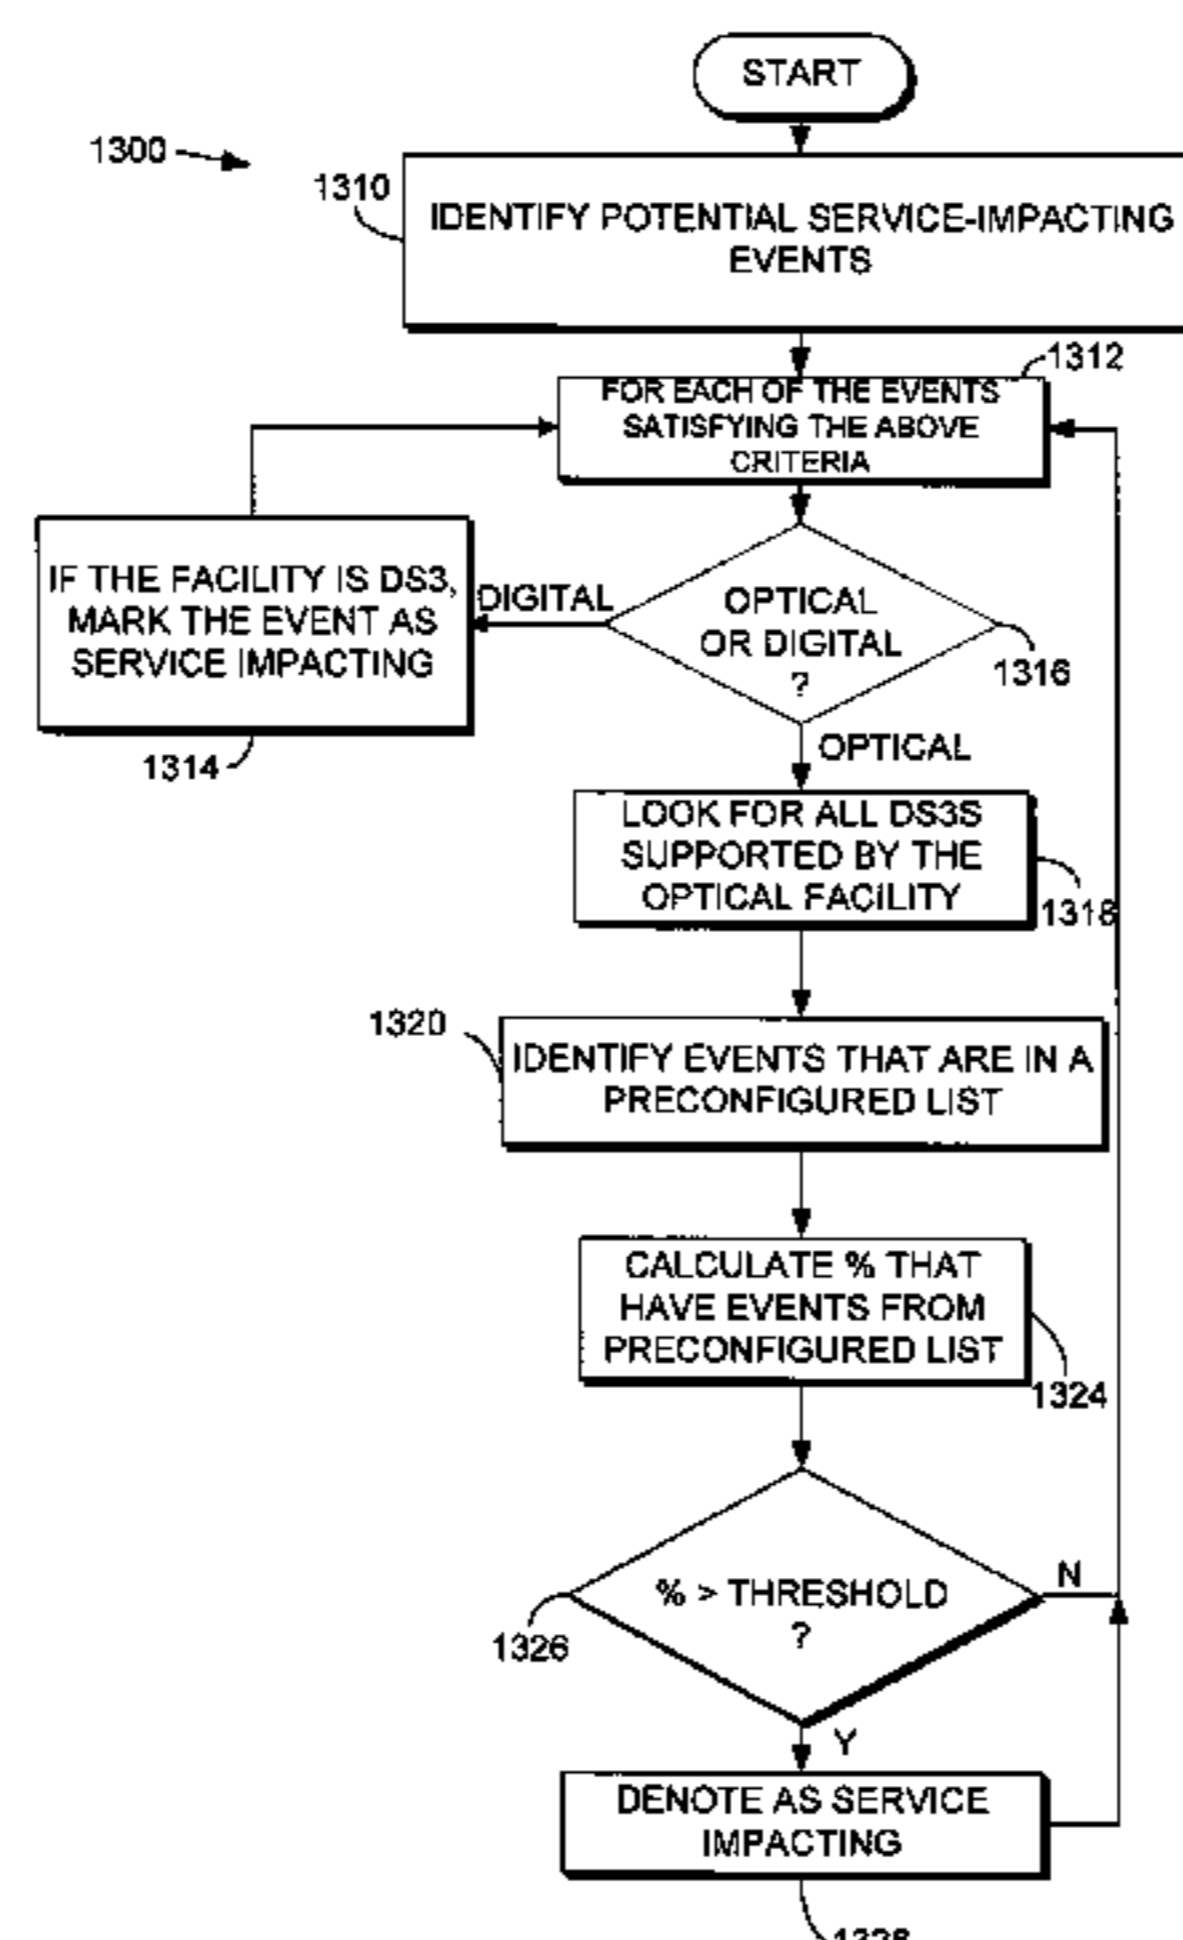 START
1300
1310
IDENTIFY POTENTIAL SERVICE-IMPACTING
EVENTS
1312
FOR EACH OF THE EVENTS
SATISFYING THE ABOVE
CRITERIA
IF THE FACILITY IS DS3,
MARK THE EVENT AS
SERVICE IMPACTING
1314
DIGITAL
OPTICAL
OR DIGITAL
?
1316
OPTICAL
LOOK FOR ALL DS3S
SUPPORTED BY THE
OPTICAL FACILITY
1318
1320
IDENTIFY EVENTS THAT ARE IN A
PRECONFIGURED LIST
CALCULATE % THAT
HAVE EVENTS FROM
PRECONFIGURED LIST
1324
% > THRESHOLD
?
N
1326
Y
DENOTE AS SERVICE
IMPACTING